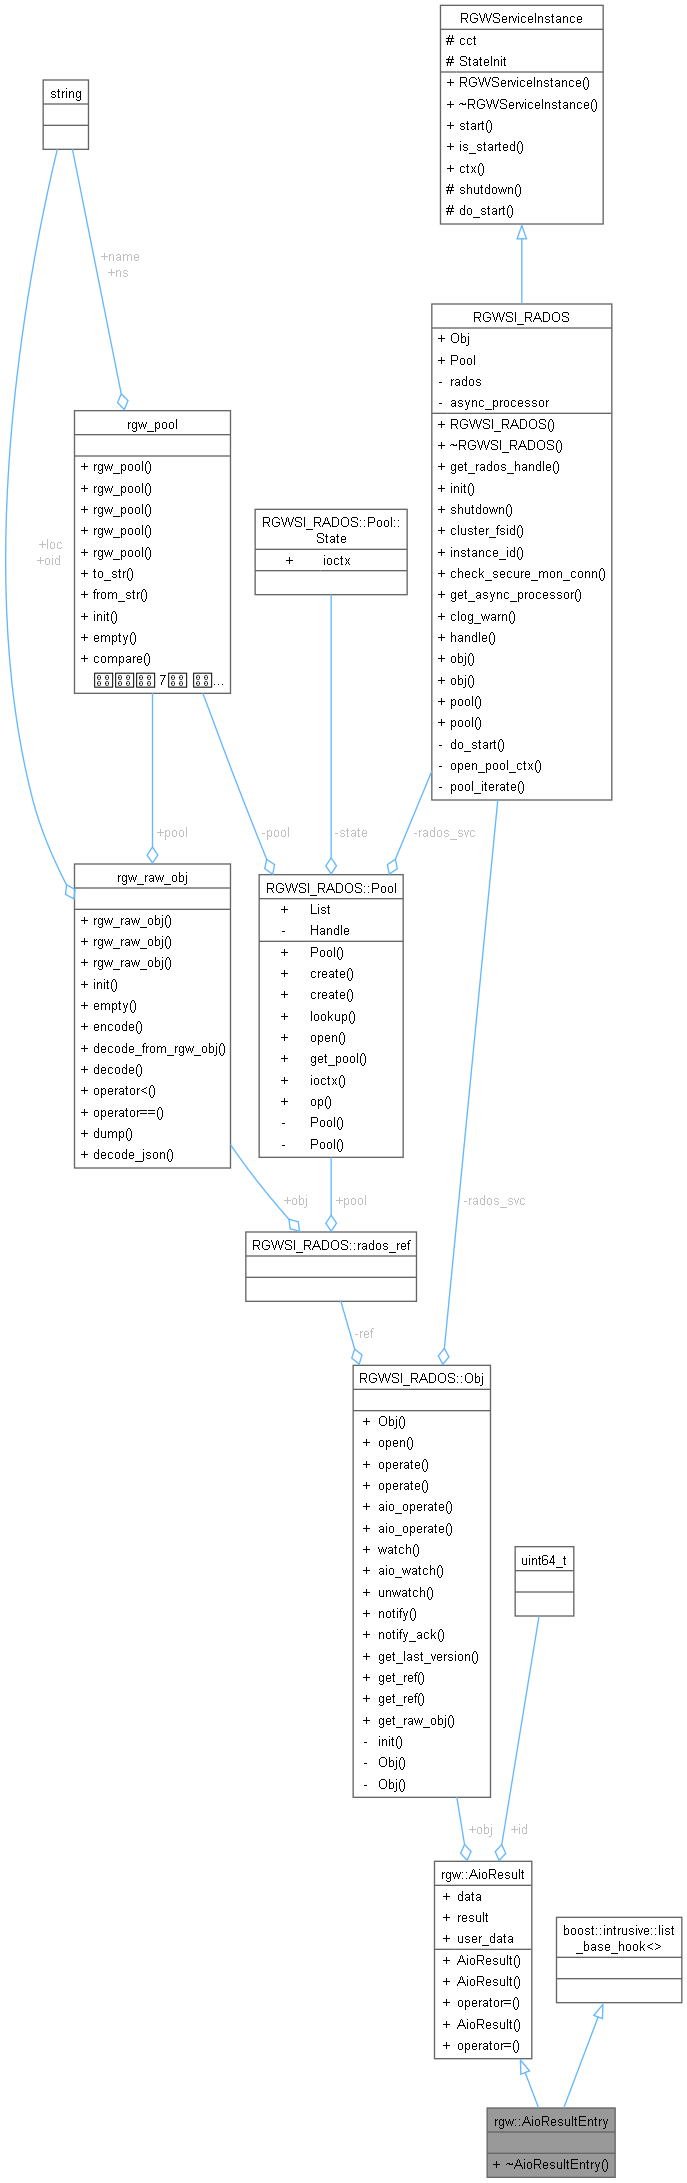 RGWServiceInstance
# cct
# StateInit
+ RGWServiceInstance()
+ ~RGWServiceInstance()
+ start()
+ is_started()
+ ctx()
# shutdown()
# do_start()
string
+name
+ns
+loc
+oid
RGWSI_RADOS
+ Obj
+ Pool
- rados
- async_processor
+ RGWSI_RADOS()
+ ~RGWSI_RADOS()
+ get_rados_handle()
+ init()
+ shutdown()
+ cluster_fsid()
+ instance_id()
+ check_secure_mon_conn()
+ get_async_processor()
+ clog_warn()
+ handle()
+ obj()
+ obj()
+ pool()
+ pool()
- do_start()
- open_pool_ctx()
- pool_iterate()
rgw_pool
+ rgw_pool()
+ rgw_pool()
+ rgw_pool()
+ rgw_pool()
+ rgw_pool()
+ to_str()
+ from_str()
+ init()
+ empty()
+ compare()
7 ...
RGWSI_RADOS::Pool::
State
+ ioctx
+pool
-pool
-state
-rados_svc
rgw_raw_obj
+ rgw_raw_obj()
+ rgw_raw_obj()
+ rgw_raw_obj()
+ init()
+ empty()
+ encode()
+ decode_from_rgw_obj()
+ decode()
+ operator<()
+ operator==()
+ dump()
+ decode_json()
RGWSI_RADOS::Pool
+ List
- Handle
+ Pool()
+ create()
+ create()
+ lookup()
+ open()
+ get_pool()
+ ioctx()
+ op()
- Pool()
- Pool()
+obj
+pool
-rados_svc
RGWSI_RADOS::rados_ref
-ref
RGWSI_RADOS::Obj
+ Obj()
+ open()
+ operate()
+ operate()
+ aio_operate()
+ aio_operate()
+ watch()
+ aio_watch()
+ unwatch()
+ notify()
+ notify_ack()
+ get_last_version()
+ get_ref()
+ get_ref()
+ get_raw_obj()
- init()
- Obj()
- Obj()
uint64_t
+obj
+id
rgw::AioResult
+ data
+ result
+ user_data
+ AioResult()
+ AioResult()
+ operator=()
+ AioResult()
+ operator=()
boost::intrusive::list
_base_hook<>
rgw::AioResultEntry
+ ~AioResultEntry()